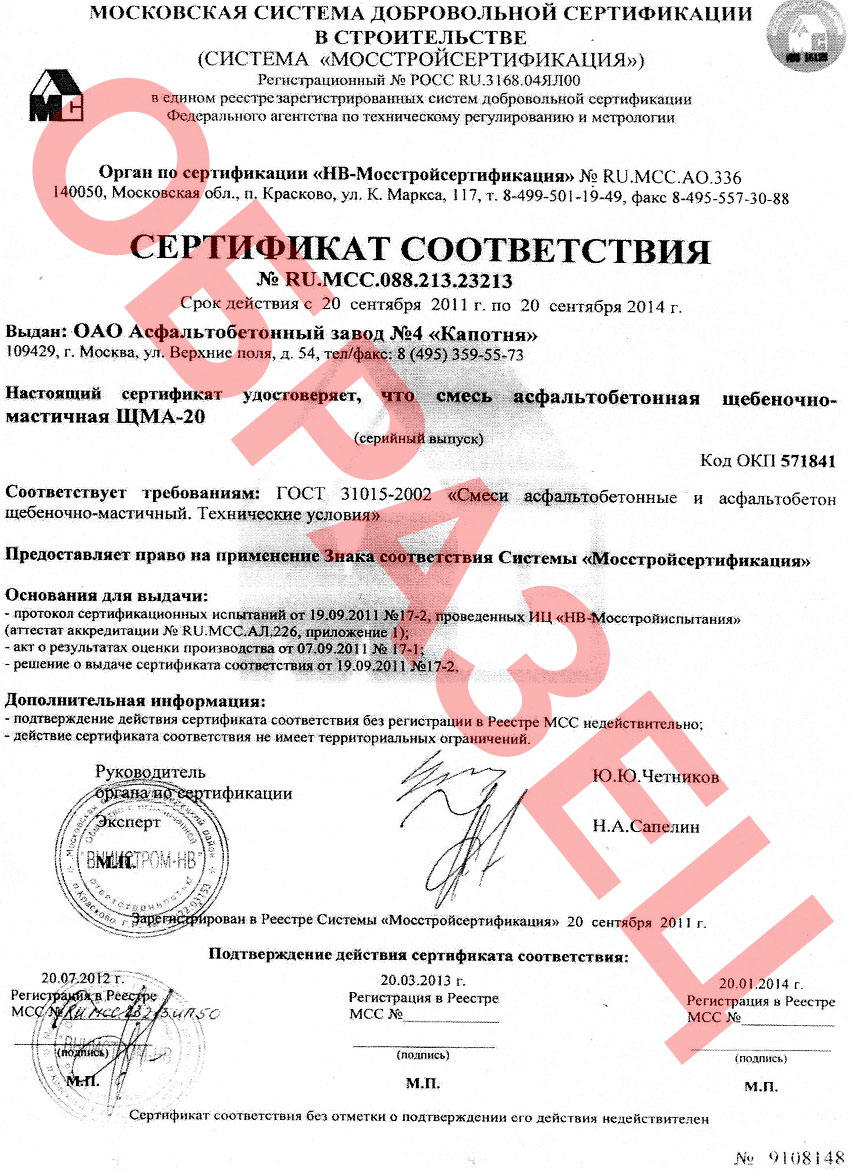 МОСКОВСКАЯ СИСТЕМА ДОБРОВОЛЬНОЙ СЕРТИФИКАЦИИ
В СТРОИТЕЛЬСТВЕ
(СИСТЕМА «МОССТРОЙСЕРТИФИКАЦИЯ»)
Регистрационный № РОСС RU.3168.04ЯЛ00
в едином реестре зарегистрированных систем добровольной сертификации
Федерального агентства по техническому регулированию и метрологии
Орган по сертификации «НВ-Мосстройсертификация» № RU.МСС.АО.336
140050, Московская обл., п. Красково, ул. К. Маркса, 117, т. 8-499-501-19-49, факс 8-495-557-30-88
СЕРТИФИКАТ СООТВЕТСТВИЯ
№ RU.МСС.088.213.23213
Срок действия с 20 сентября 2011 г. по 20 сентября 2014 г.
Выдан: ОАО Асфальтобетонный завод №4 «Капотня»
109429, г. Москва, ул. Верхние поля, д. 54, тел/факс: 8 (495) 359-55-73
Настоящий сертификат удостоверяет, что смесь асфальтобетонная щебеночно-
мастичная ЩМА-20
(серийный выпуск)
Код ОКП 571841
Соответствует требованиям: ГОСТ 31015-2002 «Смеси асфальтобетонные и асфальтобетон
щебеночно-мастичный. Технические условия»
Предоставляет право на применение Знака соответствия Системы «Мосстройсертификация»
Основания для выдачи:
- протокол сертификационных испытаний от 19.09.2011 №17-2, проведенных ИЦ «НВ-Мосстройиспытания»
(аттестат аккредитации № RU.МСС.АЛ.226, приложение 1);
- акт о результатах оценки производства от 07.09.2011 № 17-1;
- решение о выдаче сертификата соответствия от 19.09.2011 №17-2.
Дополнительная информация:
- подтверждение действия сертификата соответствия без регистрации в Реестре МСС недействительно;
- действие сертификата соответствия не имеет территориальных ограничений.
Руководитель
органа по сертификации
Ю.Ю.Четников
Эксперт
Н.А.Сапелин
"ВНИИСТРОМ-НВ"
М.П.
Зарегистрирован в Реестре Системы «Мосстройсертификация» 20 сентября 2011 г.
Подтверждение действия сертификата соответствия:
20.07.2012 г. 20.03.2013 г. 20.01.2014 г.
Регистрация в Реестре Регистрация в Реестре Регистрация в Реестре
МСС № МСС № МСС №
(подпись) (подпись) (подпись)
М.П. М.П. М.П.
Сертификат соответствия без отметки о подтверждении его действия недействителен
№ 9108148
ОБРАЗЕЦ